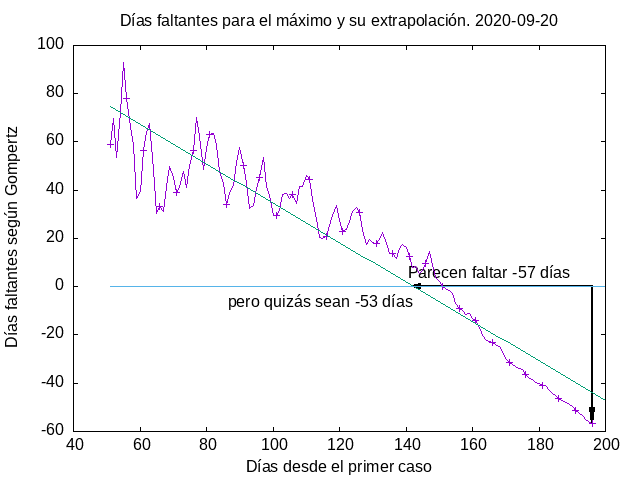 Días faltantes para el máximo y su extrapolación. 2020-09-20
Días faltantes según Gompertz
100
80
60
40
20
0
-20
-40
-60
Parecen faltar -57 días
pero quizás sean -53 días
40 60 80 100 120 140 160 180 200
Días desde el primer caso